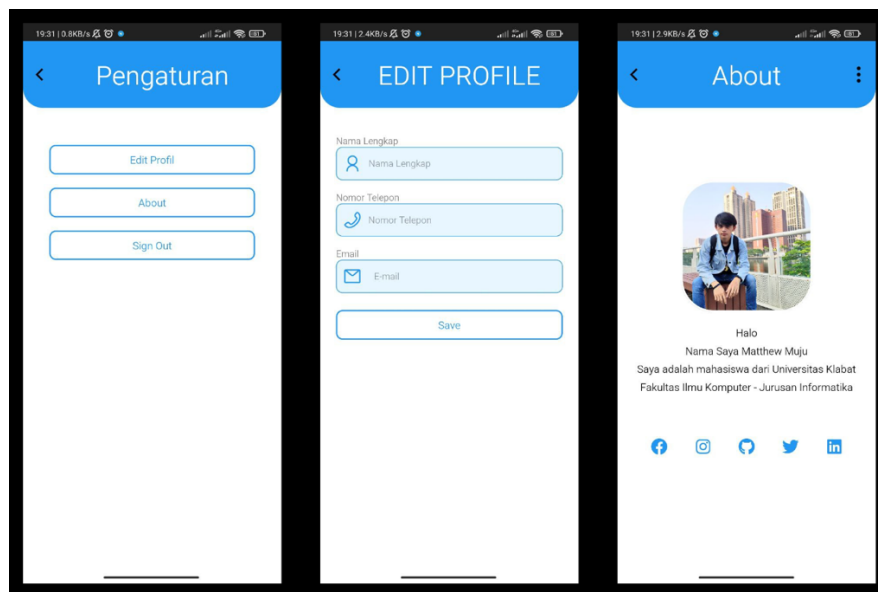 19:31 | 0.8KB/s
Pengaturan
Edit Profil
About
Sign Out
19:31 | 2.4KB/s
EDIT PROFILE
Nama Lengkap
Nama Lengkap
Nomor Telepon
Nomor Telepon
Email
E-mail
Save
19:31 | 2.9KB/s
About
Halo
Nama Saya Matthew Muju
Saya adalah mahasiswa dari Universitas Klabat
Fakultas Ilmu Komputer - Jurusan Informatika